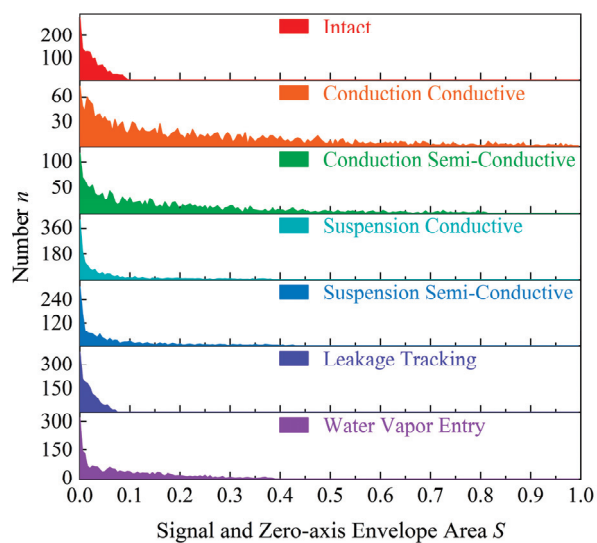 Intact
200
100
Conduction Conductive
60
30
Conduction Semi-Conductive
100
50
Suspension Conductive
360
180
Suspension Semi-Conductive
240
120
Leakage Tracking
300
150
Water Vapor Entry
300
150
0
Number n
0.0 0.1 0.2 0.3 0.4 0.5 0.6 0.7 0.8 0.9 1.0
Signal and Zero-axis Envelope Area S